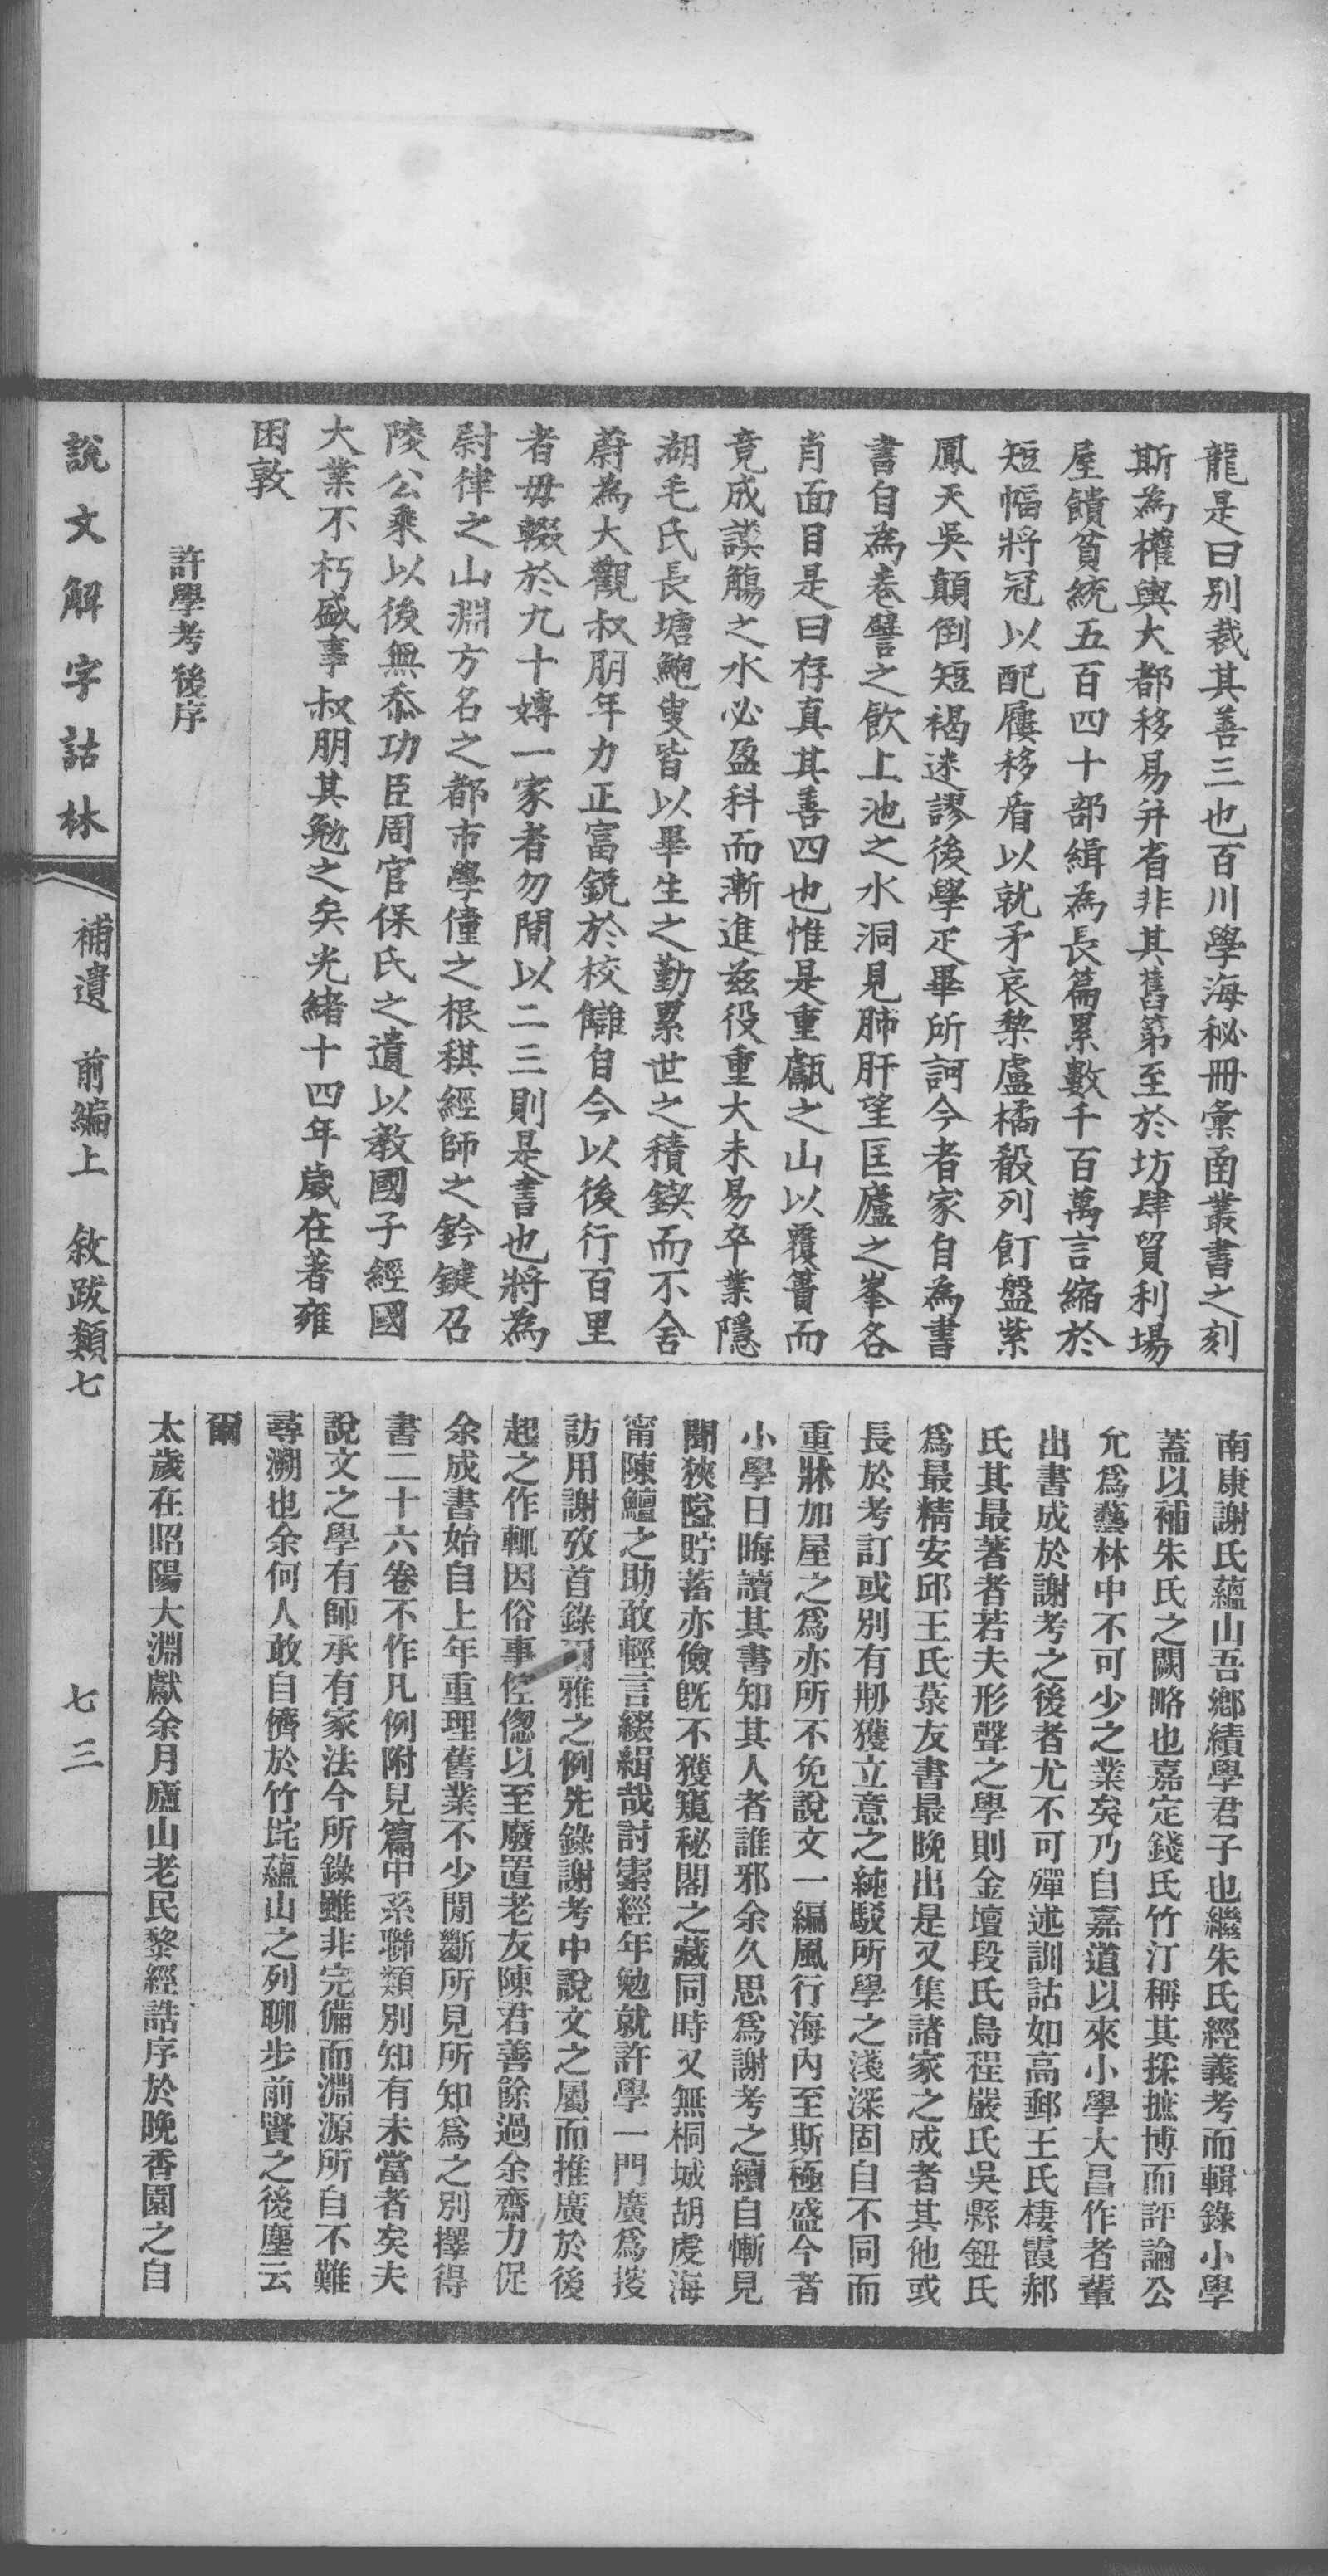 龍是曰別裁其善三也百川學海秘冊彙函叢書之刻
斯為權輿大都移易并省非其舊第至於坊肆貿利場
屋饋貧統五百四十部緝為長篇累數千百萬言縮於
短幅將冠以配屨移盾以就矛哀梨盧橘殽列飣盤紫
鳳天吳顛倒短褐迷謬後學疋畢所訶今者家自為書
書自為卷譬之飲上池之水洞見肺肝望匡廬之峯各
肖面目是曰存真其善四也惟是重甗之山以覆簣而
竟成謨觴之水必盈科而漸進兹役重大未易卒業隱
湖毛氏長塘鮑叟皆以畢生之勤累世之積鍥而不舍
蔚為大觀叔朋年力正富銳於校讎自今以後行百里
者毋輟於九十嫥一家者勿閒以二三則是書也將為
尉律之山淵方名之都市學僮之根祺經師之鈐鍵召
陵公乘以後無忝功臣周官保氏之遺以教國子經國
大業不朽盛事叔朋其勉之矣光緒十四年歲在著雍
困敦
許學考後序
南康謝氏蘊山吾鄉績學君子也繼朱氏經義考而輯錄小學
蓋以補朱氏之闕略也嘉定錢氏竹汀稱其採摭博而評論公
允爲藝林中不可少之業矣乃自嘉道以來小學大昌作者輩
出書成於謝考之後者尤不可殫述訓詁如高郵王氏棲霞郝
氏其最著者若夫形聲之學則金壇段氏烏程嚴氏吳縣鈕氏
爲最精安邱王氏菉友書最晚出是又集諸家之成者其他或
長於考訂或別有剏獲立意之純駁所學之淺深固自不同而
重牀加屋之爲亦所不免說文一編風行海內至斯極盛今者
小學日晦讀其書知其人者誰邪余久思爲謝考之續自慚見
聞狹隘貯蓄亦儉旣不獲窺秘閣之藏同時又無桐城胡虔海
甯陳鱣之助敢輕言綴緝哉討索經年勉就許學一門廣爲㨙
訪用謝攷首錄爾雅之例先錄謝考中說文之屬而推廣於後
起之作輒因俗事倥傯以至廢置老友陳君善餘過余齋力促
余成書始自上年重理舊業不少閒斷所見所知爲之別擇得
書二十六卷不作凡例附見篇中系聯類別知有未當者矣夫
說文之學有師承有家法今所錄雖非完備而淵源所自不難
尋溯也余何人敢自儕於竹垞蘊山之列聊步前賢之後塵云
爾
太歲在昭陽大淵獻余月廬山老民黎經誥序於晚香園之自
說文解字詁林
補遺 前編上 敘跋類七
七三